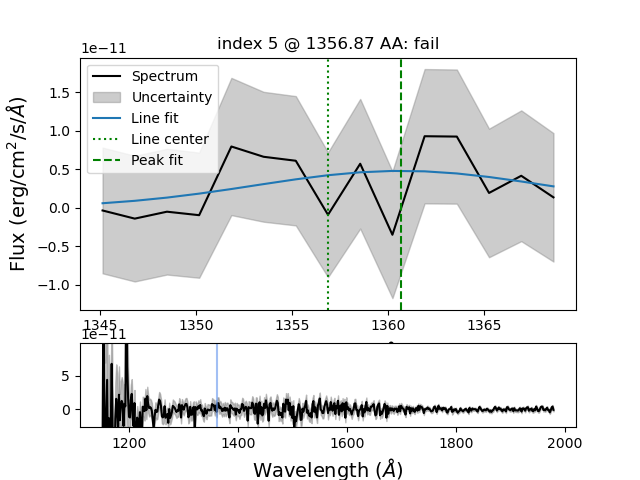 index 5 @ 1356.87 AA: fail
1e−11
Spectrum
Uncertainty
Line fit
Line center
Peak fit
1.5
1.0
0.5
0.0
−0.5
−1.0
Flux (erg/cm²/s/Å)
1345 1350 1355 1360 1365
1e−11
5
0
1200 1400 1600 1800 2000
Wavelength (Å)